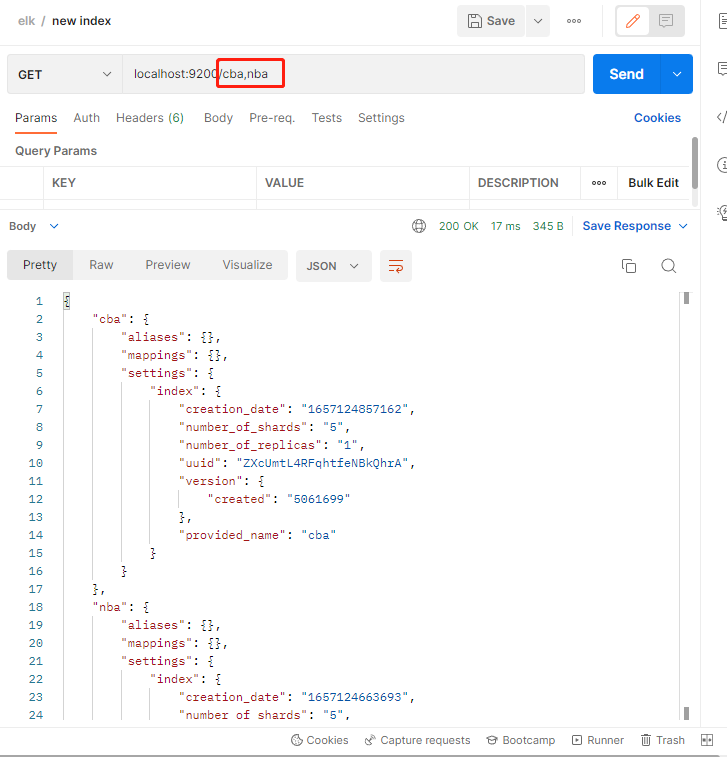 elk / new index
Save
GET
localhost:9200/cba,nba
Send
Params Auth Headers (6) Body Pre-req. Tests Settings Cookies
Query Params
KEY VALUE DESCRIPTION Bulk Edit
Body 200 OK 17 ms 345 B Save Response
Pretty Raw Preview Visualize JSON
1 {
2 "cba": {
3 "aliases": {},
4 "mappings": {},
5 "settings": {
6 "index": {
7 "creation_date": "1657124857162",
8 "number_of_shards": "5",
9 "number_of_replicas": "1",
10 "uuid": "ZXcUmtL4RFqhtfeNBkQhrA",
11 "version": {
12 "created": "5061699"
13 },
14 "provided_name": "cba"
15 }
16 }
17 },
18 "nba": {
19 "aliases": {},
20 "mappings": {},
21 "settings": {
22 "index": {
23 "creation_date": "1657124663693",
24 "number_of_shards": "5",
Cookies Capture requests Bootcamp Runner Trash